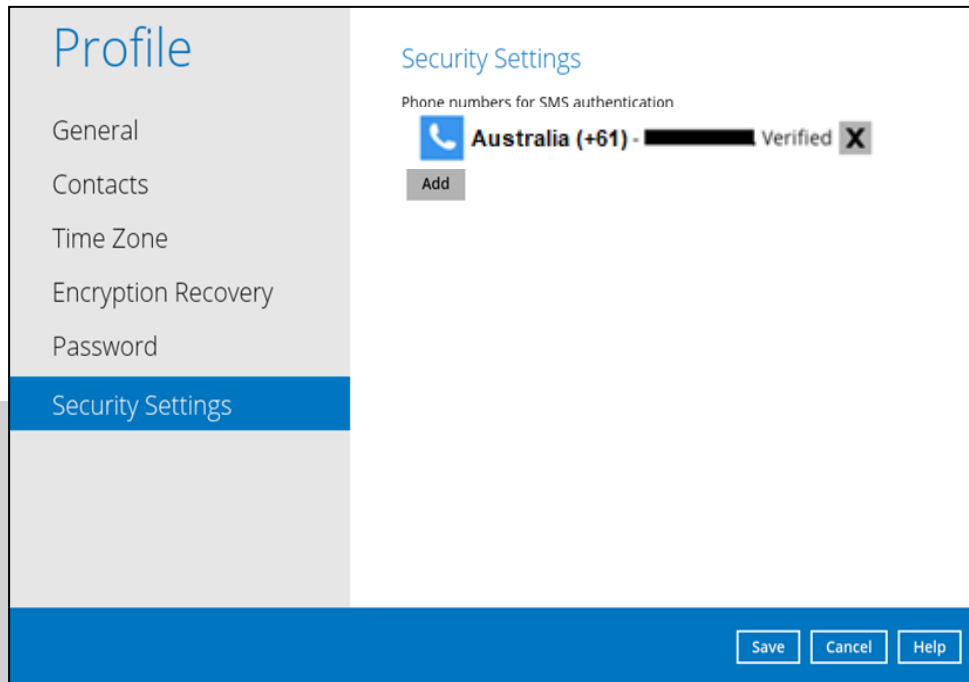 Profile
General
Contacts
Time Zone
Encryption Recovery
Password
Security Settings
Security Settings
Phone numbers for SMS authentication
Australia (+61) - Verified X
Add
Save Cancel Help